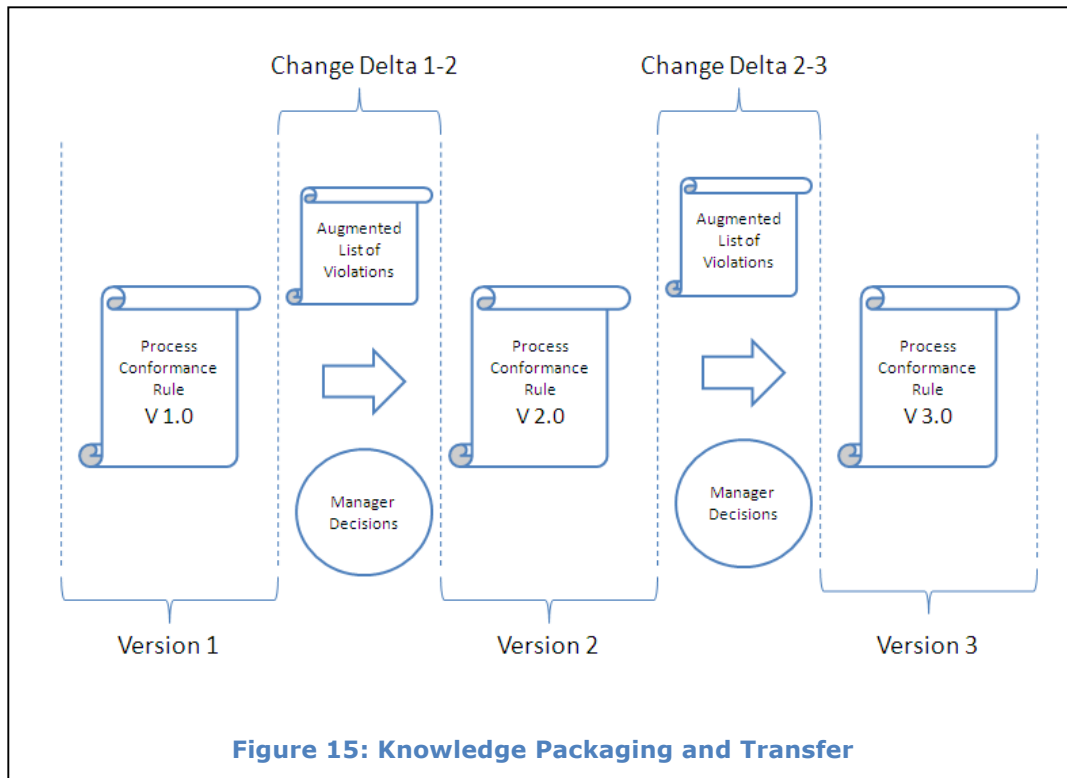 Change Delta 1-2
Change Delta 2-3
Augmented
List of
Violations
Augmented
List of
Violations
Process
Conformance
Rule
V 1.0
Process
Conformance
Rule
V 2.0
Process
Conformance
Rule
V 3.0
Manager
Decisions
Manager
Decisions
Version 1
Version 2
Version 3
Figure 15: Knowledge Packaging and Transfer